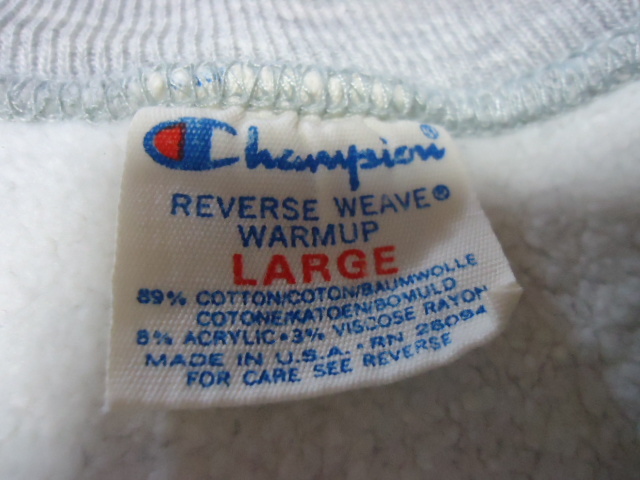 Champion®
REVERSE WEAVE®
WARMUP
LARGE
89% COTTON/COTON/BAUMWOLLE
COTONE/KATOEN/BOMULD
8% ACRYLIC·3% VISCOSE RAYON
MADE IN U.S.A.·RN 26094
FOR CARE SEE REVERSE